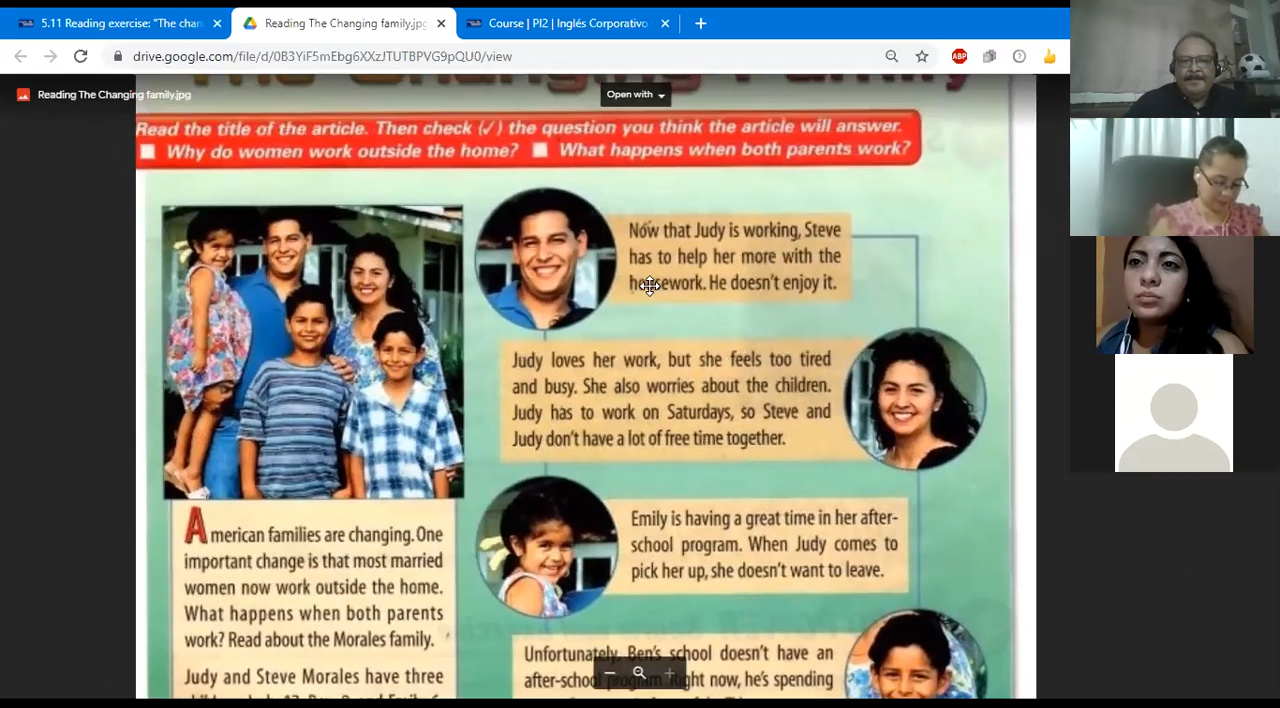 5.11 Reading exercise: "The chan
Reading The Changing family.jpg
Course | PI2 | Inglés Corporativo
drive.google.com/file/d/0B3YiF5mEbg6XXzJTUTBPVG9pQU0/view
ABP
The Changing Family
Reading The Changing family.jpg
Open with
Read the title of the article. Then check (✓) the question you think the article will answer.
Why do women work outside the home? What happens when both parents work?
Now that Judy is working, Steve
has to help her more with the
housework. He doesn't enjoy it.
Judy loves her work, but she feels too tired
and busy. She also worries about the children.
Judy has to work on Saturdays, so Steve and
Judy don't have a lot of free time together.
Emily is having a great time in her after-
school program. When Judy comes to
pick her up, she doesn't want to leave.
American families are changing. One
important change is that most married
women now work outside the home.
What happens when both parents
work? Read about the Morales family.
Judy and Steve Morales have three
Unfortunately, Ben's school doesn't have an
after-school program. Right now, he's spending